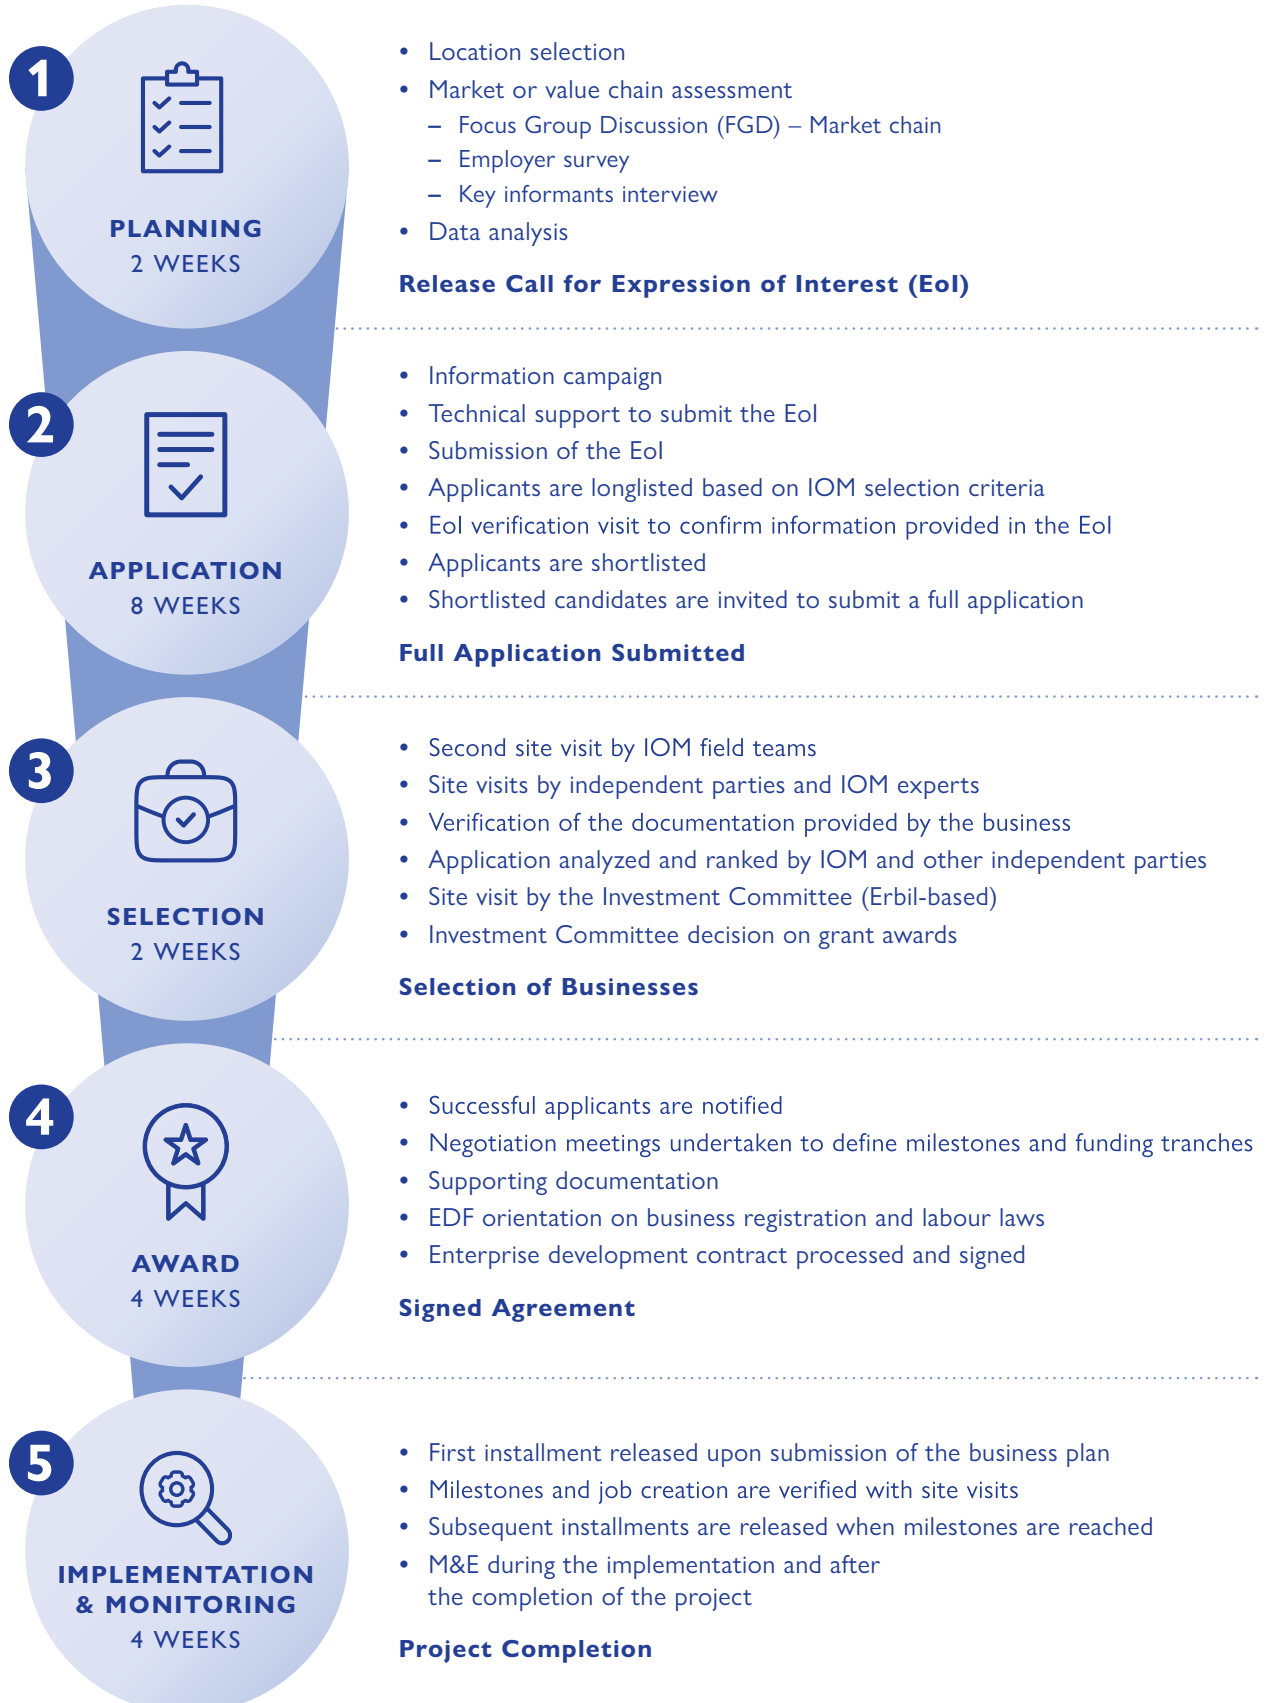 1
PLANNING
2 WEEKS
• Location selection
• Market or value chain assessment
– Focus Group Discussion (FGD) – Market chain
– Employer survey
– Key informants interview
• Data analysis
Release Call for Expression of Interest (EoI)
2
APPLICATION
8 WEEKS
• Information campaign
• Technical support to submit the EoI
• Submission of the EoI
• Applicants are longlisted based on IOM selection criteria
• EoI verification visit to confirm information provided in the EoI
• Applicants are shortlisted
• Shortlisted candidates are invited to submit a full application
Full Application Submitted
3
SELECTION
2 WEEKS
• Second site visit by IOM field teams
• Site visits by independent parties and IOM experts
• Verification of the documentation provided by the business
• Application analyzed and ranked by IOM and other independent parties
• Site visit by the Investment Committee (Erbil-based)
• Investment Committee decision on grant awards
Selection of Businesses
4
AWARD
4 WEEKS
• Successful applicants are notified
• Negotiation meetings undertaken to define milestones and funding tranches
• Supporting documentation
• EDF orientation on business registration and labour laws
• Enterprise development contract processed and signed
Signed Agreement
5
IMPLEMENTATION
& MONITORING
4 WEEKS
• First installment released upon submission of the business plan
• Milestones and job creation are verified with site visits
• Subsequent installments are released when milestones are reached
• M&E during the implementation and after
the completion of the project
Project Completion